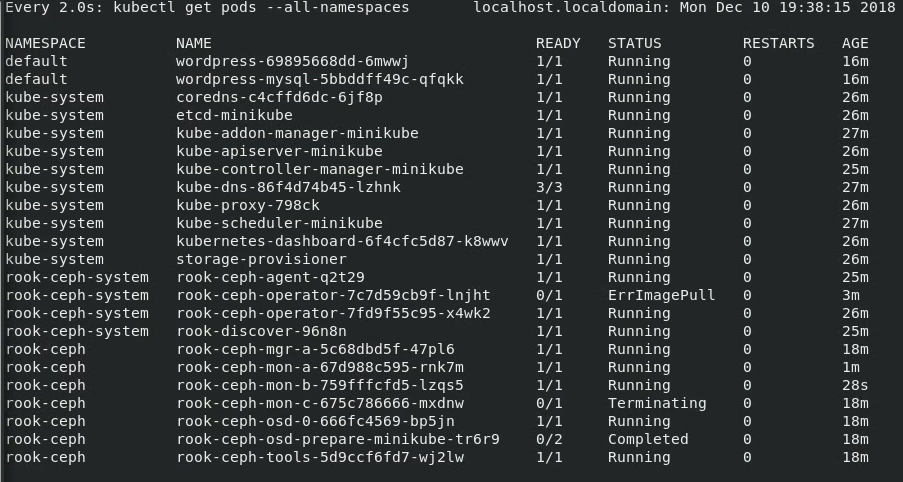 Every 2.0s: kubectl get pods --all-namespaces localhost.localdomain: Mon Dec 10 19:38:15 2018
NAMESPACE NAME READY STATUS RESTARTS AGE
default wordpress-69895668dd-6mwwj 1/1 Running 0 16m
default wordpress-mysql-5bbddff49c-qfqkk 1/1 Running 0 16m
kube-system coredns-c4cffd6dc-6jf8p 1/1 Running 0 26m
kube-system etcd-minikube 1/1 Running 0 26m
kube-system kube-addon-manager-minikube 1/1 Running 0 27m
kube-system kube-apiserver-minikube 1/1 Running 0 26m
kube-system kube-controller-manager-minikube 1/1 Running 0 25m
kube-system kube-dns-86f4d74b45-lzhnk 3/3 Running 0 27m
kube-system kube-proxy-798ck 1/1 Running 0 26m
kube-system kube-scheduler-minikube 1/1 Running 0 27m
kube-system kubernetes-dashboard-6f4cfc5d87-k8wwv 1/1 Running 0 26m
kube-system storage-provisioner 1/1 Running 0 26m
rook-ceph-system rook-ceph-agent-q2t29 1/1 Running 0 25m
rook-ceph-system rook-ceph-operator-7c7d59cb9f-lnjht 0/1 ErrImagePull 0 3m
rook-ceph-system rook-ceph-operator-7fd9f55c95-x4wk2 1/1 Running 0 26m
rook-ceph-system rook-discover-96n8n 1/1 Running 0 25m
rook-ceph rook-ceph-mgr-a-5c68dbd5f-47pl6 1/1 Running 0 18m
rook-ceph rook-ceph-mon-a-67d988c595-rnk7m 1/1 Running 0 1m
rook-ceph rook-ceph-mon-b-759fffcfd5-lzqs5 1/1 Running 0 28s
rook-ceph rook-ceph-mon-c-675c786666-mxdnw 0/1 Terminating 0 18m
rook-ceph rook-ceph-osd-0-666fc4569-bp5jn 1/1 Running 0 18m
rook-ceph rook-ceph-osd-prepare-minikube-tr6r9 0/2 Completed 0 18m
rook-ceph rook-ceph-tools-5d9ccf6fd7-wj2lw 1/1 Running 0 18m